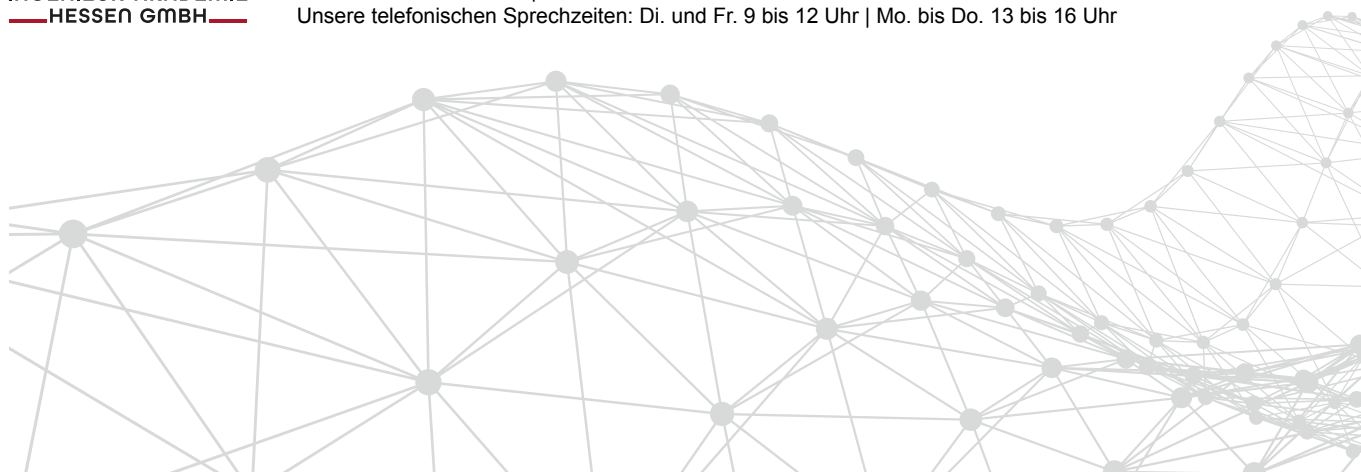 HESSEN GMBH
Unsere telefonischen Sprechzeiten: Di. und Fr. 9 bis 12 Uhr | Mo. bis Do. 13 bis 16 Uhr